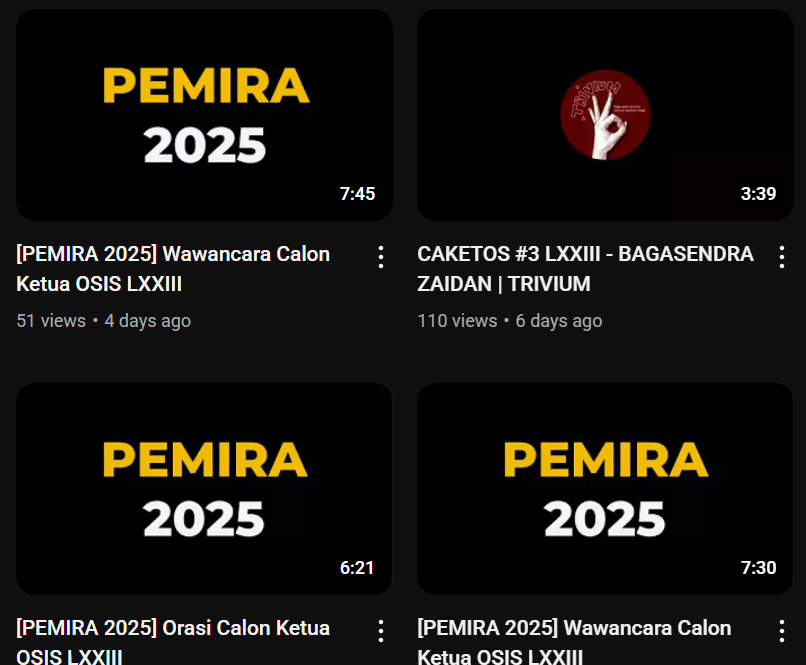 PEMIRA
2025
7:45
TRIVIUM
3:39
[PEMIRA 2025] Wawancara Calon
Ketua OSIS LXXIII
51 views • 4 days ago
CAKETOS #3 LXXIII - BAGASENDRA
ZAIDAN | TRIVIUM
110 views • 6 days ago
PEMIRA
2025
6:21
PEMIRA
2025
7:30
[PEMIRA 2025] Orasi Calon Ketua
OSIS LXXIII
[PEMIRA 2025] Wawancara Calon
Ketua OSIS LXXIII